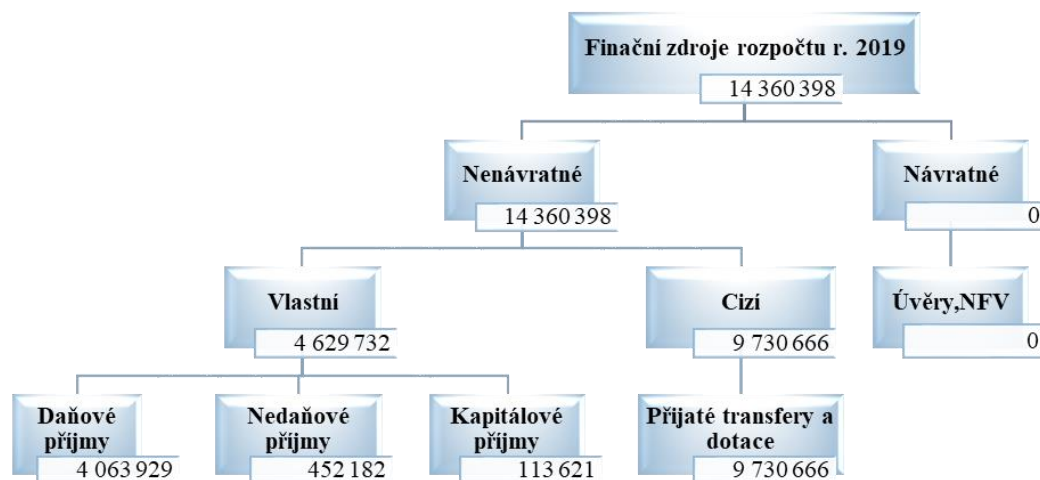 Finační zdroje rozpočtu r. 2019
14 360 398
Nenávratné
14 360 398
Návratné
0
Vlastní
4 629 732
Cizí
9 730 666
Úvěry,NFV
0
Daňové
příjmy
4 063 929
Nedaňové
příjmy
452 182
Kapitálové
příjmy
113 621
Přijaté transfery a
dotace
9 730 666